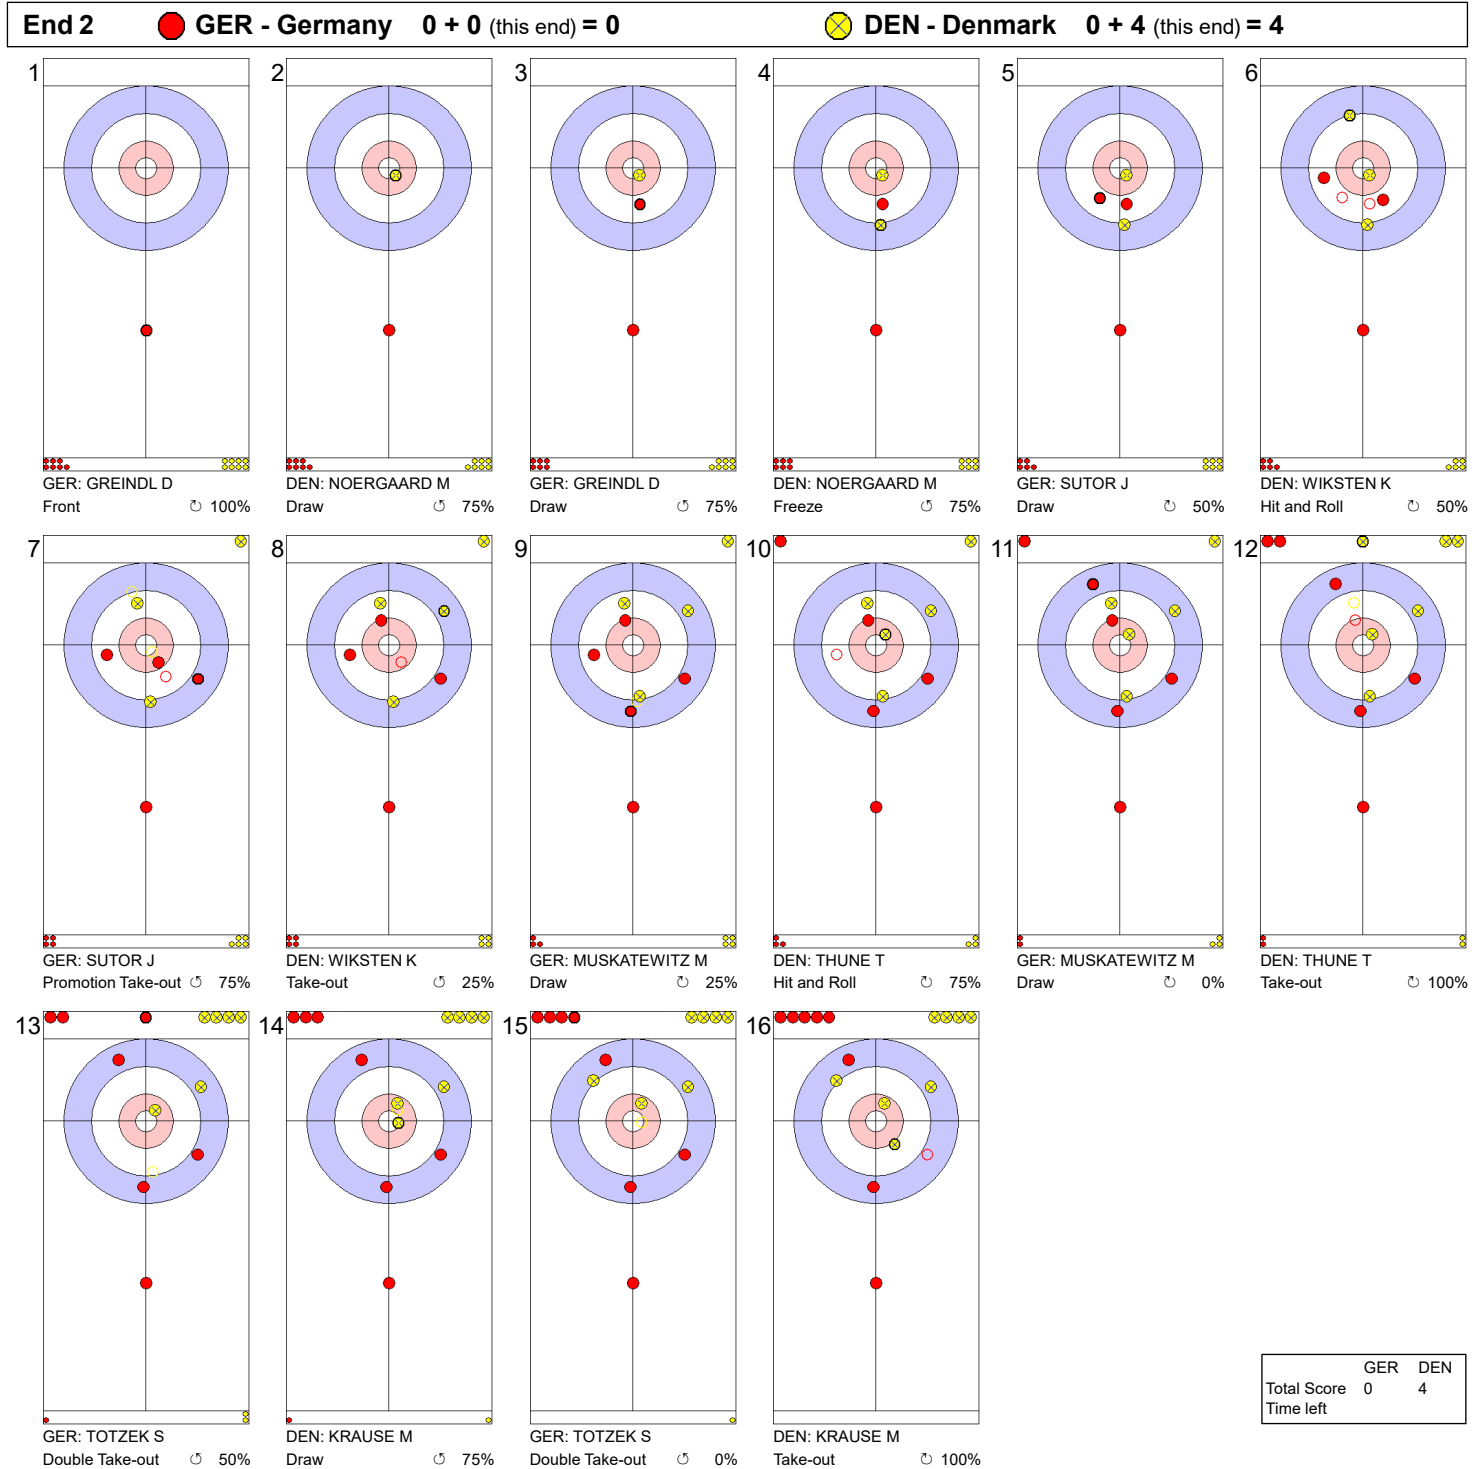 End 2 GER - Germany 0 + 0 (this end) = 0 DEN - Denmark 0 + 4 (this end) = 4
1 2 3 4 5 6
GER: GREINDL D DEN: NOERGAARD M GER: GREINDL D DEN: NOERGAARD M GER: SUTOR J DEN: WIKSTEN K
Front ↻ 100% Draw ↺ 75% Draw ↺ 75% Freeze ↻ 75% Draw ↻ 50% Hit and Roll ↻ 50%
7 8 9 10 11 12
GER: SUTOR J DEN: WIKSTEN K GER: MUSKATEWITZ M DEN: THUNE T GER: MUSKATEWITZ M DEN: THUNE T
Promotion Take-out ↺ 75% Take-out ↺ 25% Draw ↻ 25% Hit and Roll ↺ 75% Draw ↻ 0% Take-out ↻ 100%
13 14 15 16
GER: TOTZEK S DEN: KRAUSE M GER: TOTZEK S DEN: KRAUSE M
Double Take-out ↺ 50% Draw ↺ 75% Double Take-out ↺ 0% Take-out ↻ 100%
GER DEN
Total Score 0 4
Time left